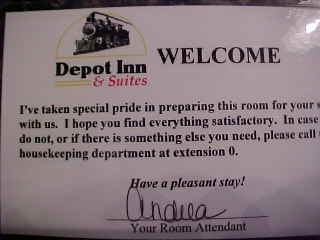 Depot Inn
& Suites
WELCOME
I've taken special pride in preparing this room for your
with us. I hope you find everything satisfactory. In case
do not, or if there is something else you need, please call
housekeeping department at extension 0.
Have a pleasant stay!
Andrea
Your Room Attendant